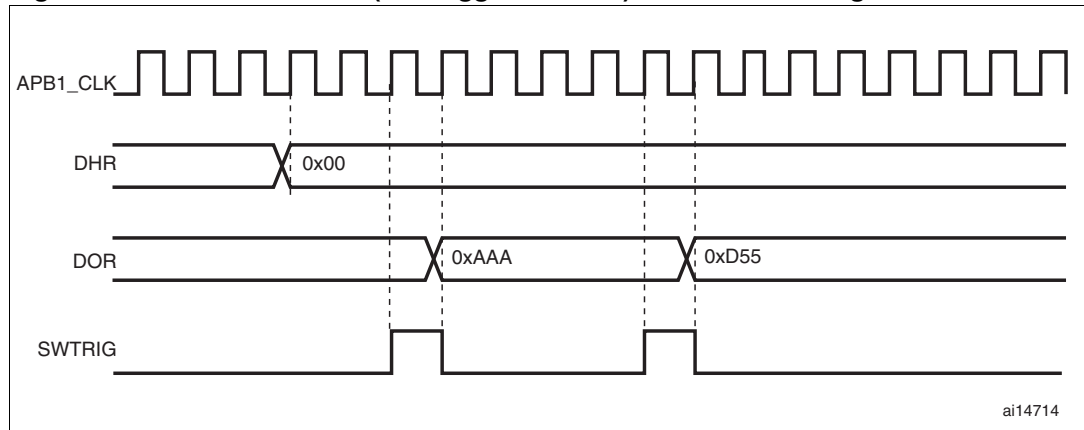 APB1_CLK
DHR
0x00
DOR
0xAAA
0xD55
SWTRIG
ai14714